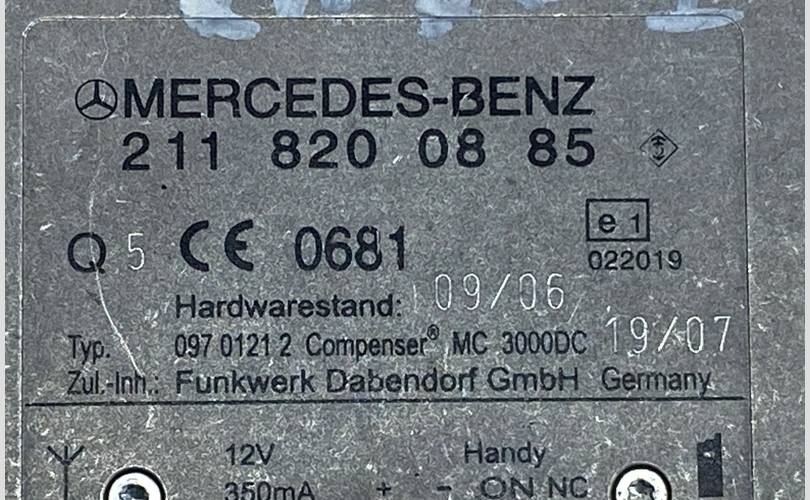 MERCEDES-BENZ
211 820 08 85
Q 5 CE 0681 e 1
022019
Hardwarestand: 09/06
Typ. 097 0121 2 Compenser® MC 3000DC 19/07
Zul.-Inh.: Funkwerk Dabendorf GmbH Germany
12V Handy
350mA + - ON NC